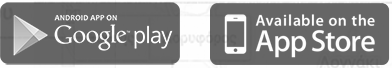 ANDROID APP ON
Google play
Available on the
App Store